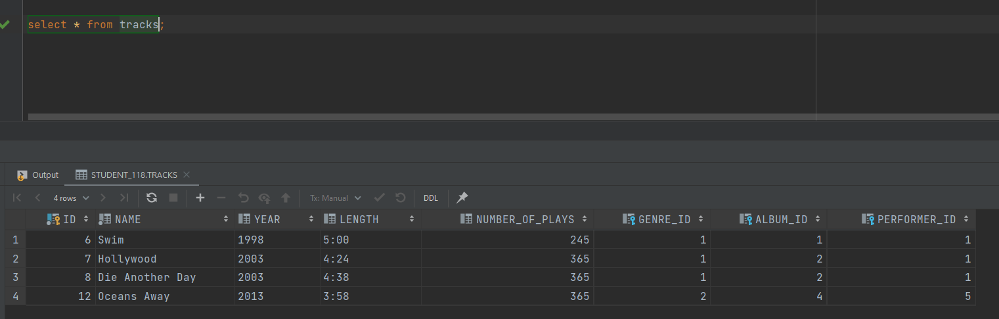 select * from tracks;
Output STUDENT_118.TRACKS
4 rows Tx: Manual DDL
ID NAME YEAR LENGTH NUMBER_OF_PLAYS GENRE_ID ALBUM_ID PERFORMER_ID
1 6 Swim 1998 5:00 245 1 1 1
2 7 Hollywood 2003 4:24 365 1 2 1
3 8 Die Another Day 2003 4:38 365 1 2 1
4 12 Oceans Away 2013 3:58 365 2 4 5